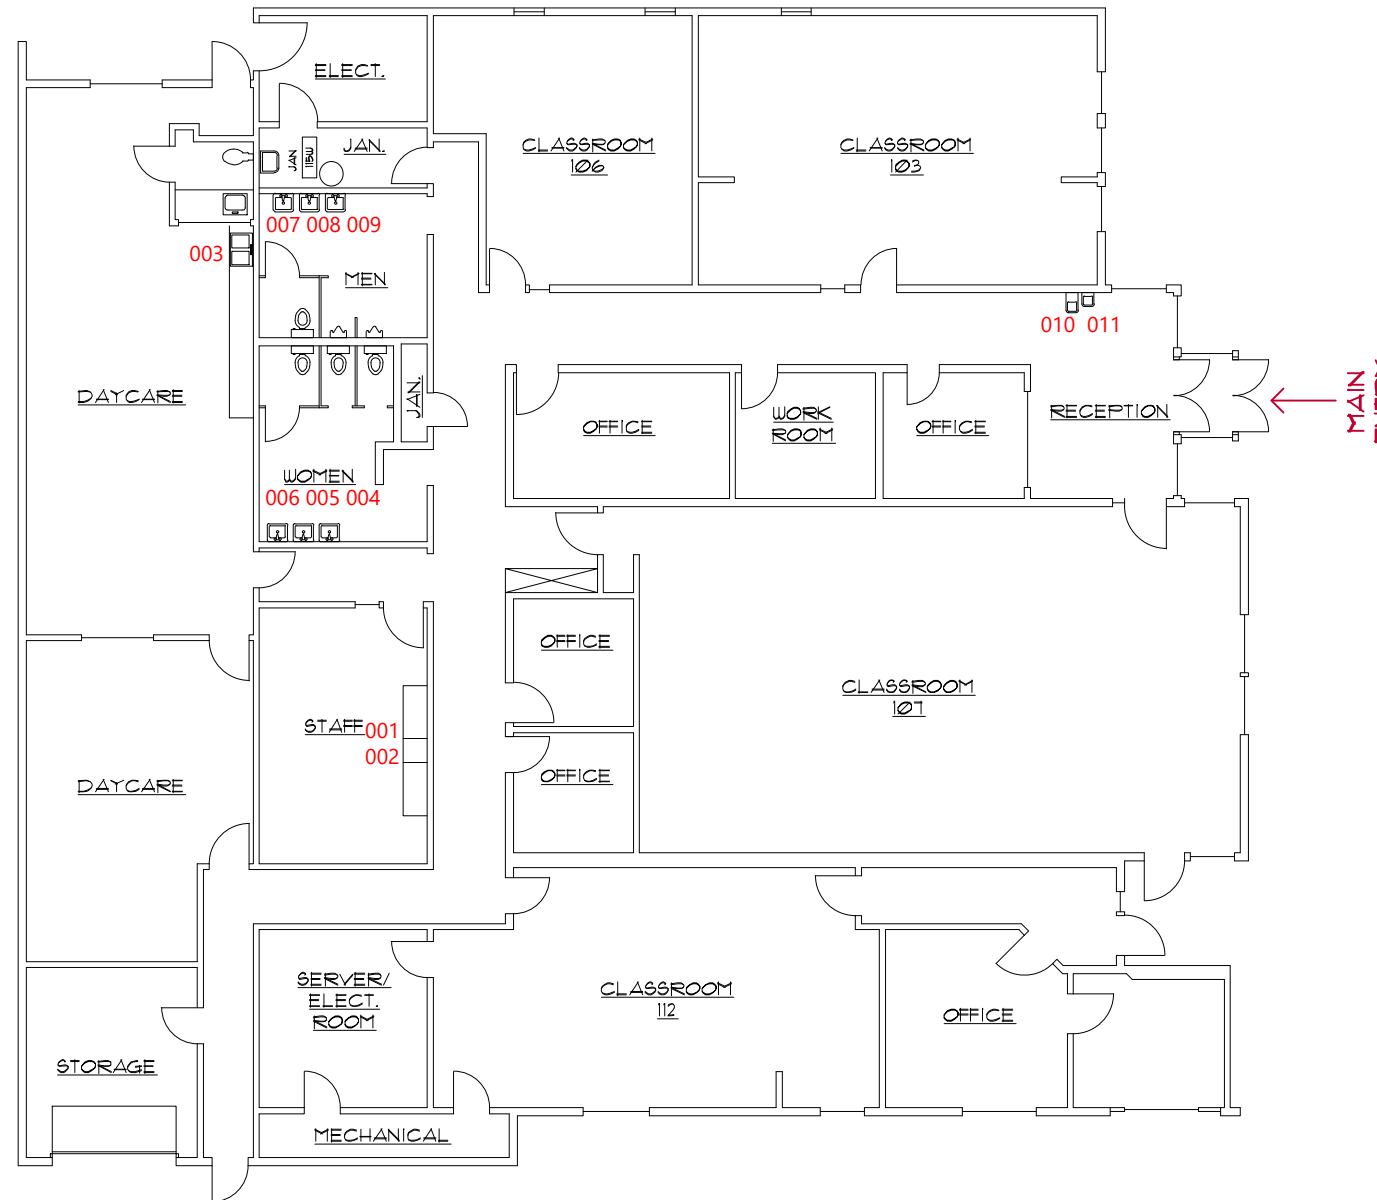 ELECT.
JAN.
JAN
115W
CLASSROOM
106
CLASSROOM
103
007 008 009
003
MEN
010 011
DAYCARE
JAN.
OFFICE
WORK
ROOM
OFFICE
RECEPTION
MAIN
WOMEN
006 005 004
OFFICE
CLASSROOM
107
STAFF
001
002
OFFICE
DAYCARE
SERVER/
ELECT.
ROOM
CLASSROOM
112
OFFICE
STORAGE
MECHANICAL